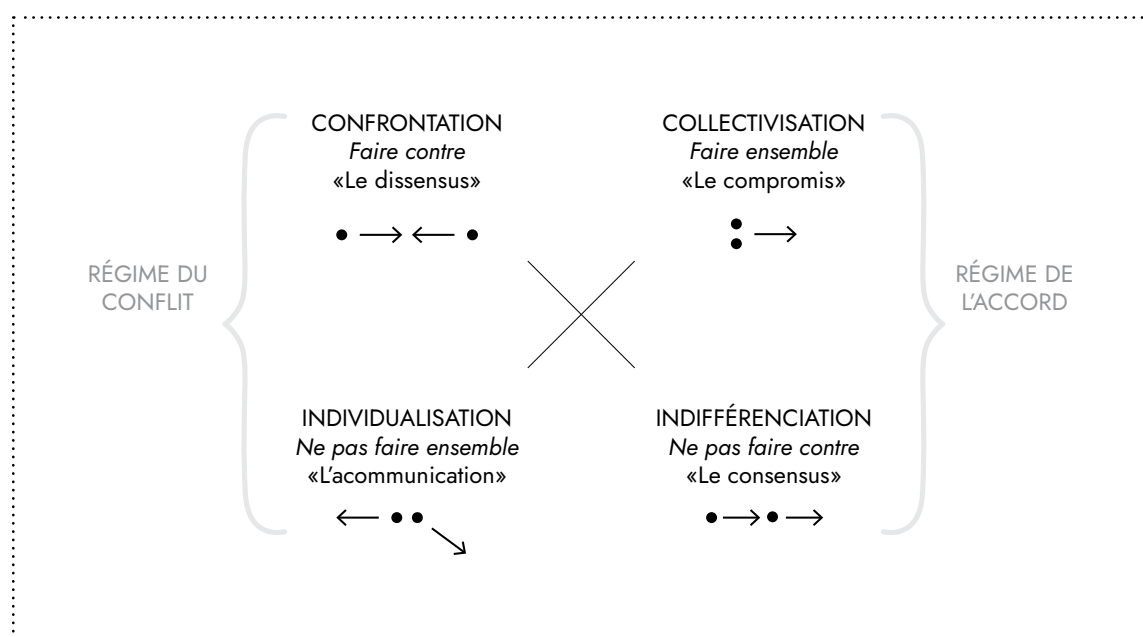 CONFRONTATION
Faire contre
«Le dissensus»
COLLECTIVISATION
Faire ensemble
«Le compromis»
RÉGIME DU
CONFLIT
RÉGIME DE
L'ACCORD
INDIVIDUALISATION
Ne pas faire ensemble
«L'acommunication»
INDIFFÉRENCIATION
Ne pas faire contre
«Le consensus»